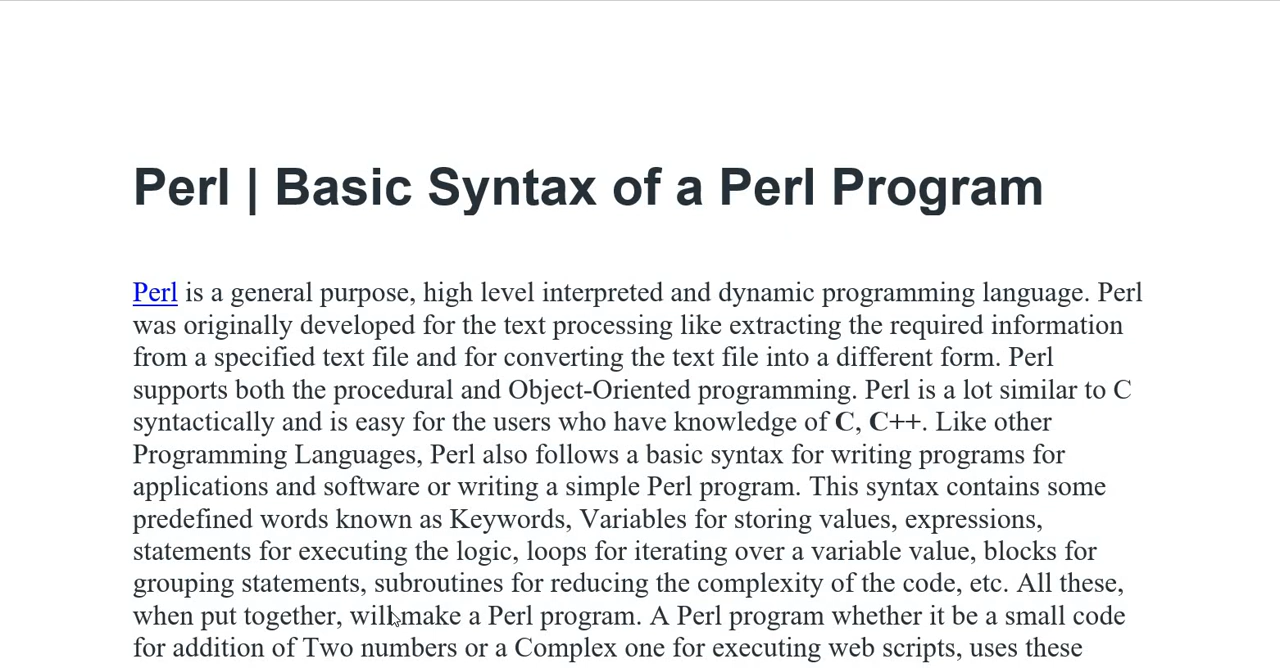 Perl | Basic Syntax of a Perl Program
Perl is a general purpose, high level interpreted and dynamic programming language. Perl
was originally developed for the text processing like extracting the required information
from a specified text file and for converting the text file into a different form. Perl
supports both the procedural and Object-Oriented programming. Perl is a lot similar to C
syntactically and is easy for the users who have knowledge of C, C++. Like other
Programming Languages, Perl also follows a basic syntax for writing programs for
applications and software or writing a simple Perl program. This syntax contains some
predefined words known as Keywords, Variables for storing values, expressions,
statements for executing the logic, loops for iterating over a variable value, blocks for
grouping statements, subroutines for reducing the complexity of the code, etc. All these,
when put together, will make a Perl program. A Perl program whether it be a small code
for addition of Two numbers or a Complex one for executing web scripts, uses these